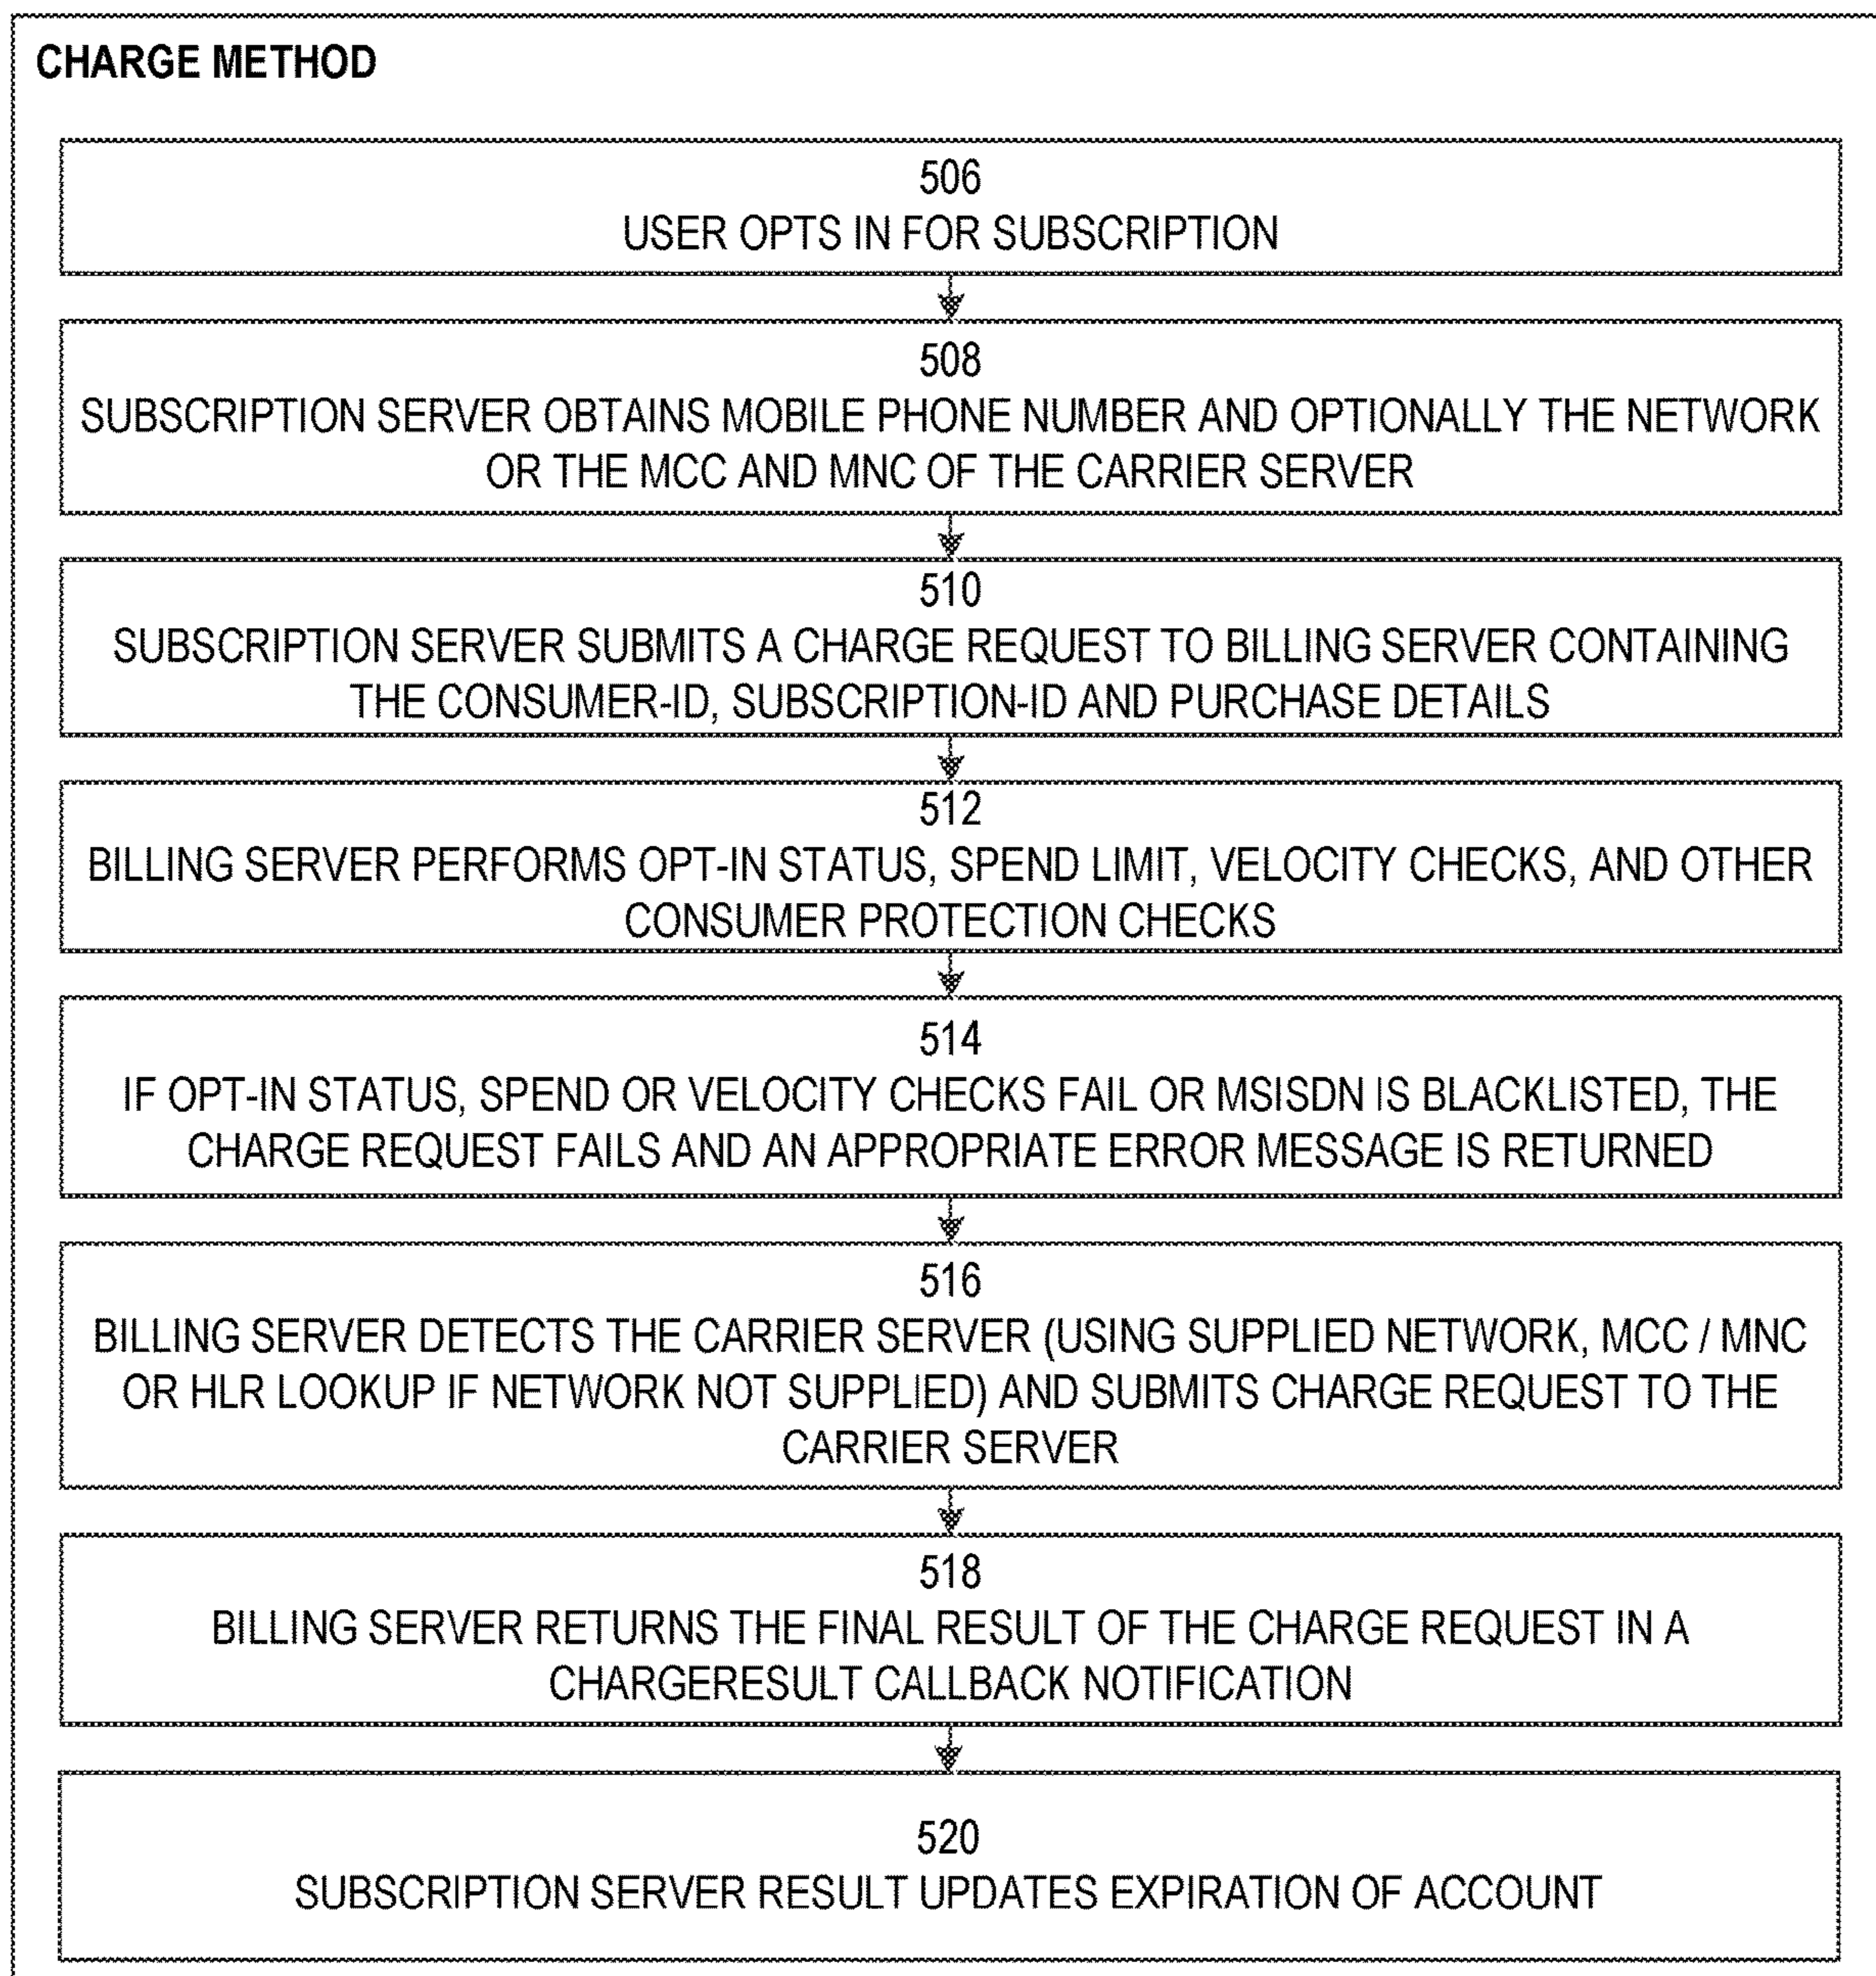 CHARGE METHOD
506
USER OPTS IN FOR SUBSCRIPTION
508
SUBSCRIPTION SERVER OBTAINS MOBILE PHONE NUMBER AND OPTIONALLY THE NETWORK
OR THE MCC AND MNC OF THE CARRIER SERVER
510
SUBSCRIPTION SERVER SUBMITS A CHARGE REQUEST TO BILLING SERVER CONTAINING
THE CONSUMER-ID, SUBSCRIPTION-ID AND PURCHASE DETAILS
512
BILLING SERVER PERFORMS OPT-IN STATUS, SPEND LIMIT, VELOCITY CHECKS, AND OTHER
CONSUMER PROTECTION CHECKS
514
IF OPT-IN STATUS, SPEND OR VELOCITY CHECKS FAIL OR MSISDN IS BLACKLISTED, THE
CHARGE REQUEST FAILS AND AN APPROPRIATE ERROR MESSAGE IS RETURNED
516
BILLING SERVER DETECTS THE CARRIER SERVER (USING SUPPLIED NETWORK, MCC / MNC
OR HLR LOOKUP IF NETWORK NOT SUPPLIED) AND SUBMITS CHARGE REQUEST TO THE
CARRIER SERVER
518
BILLING SERVER RETURNS THE FINAL RESULT OF THE CHARGE REQUEST IN A
CHARGERESULT CALLBACK NOTIFICATION
520
SUBSCRIPTION SERVER RESULT UPDATES EXPIRATION OF ACCOUNT